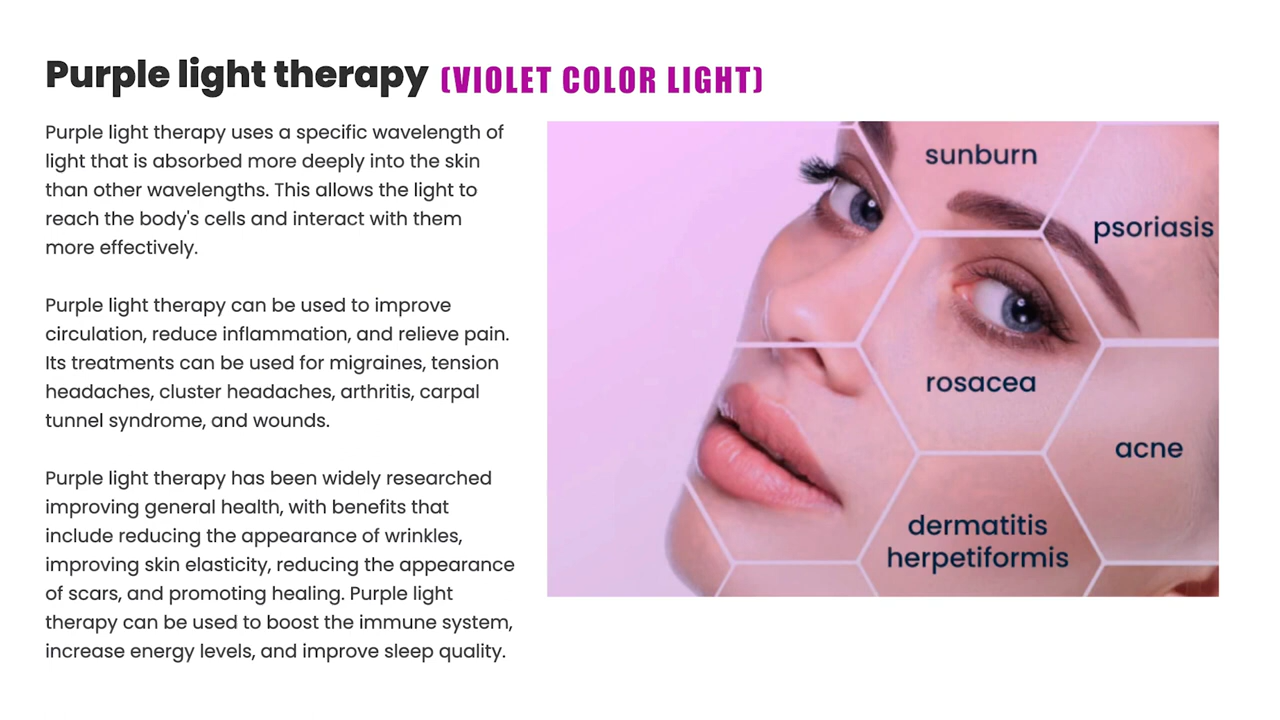 Purple light therapy (VIOLET COLOR LIGHT)
Purple light therapy uses a specific wavelength of
light that is absorbed more deeply into the skin
than other wavelengths. This allows the light to
reach the body's cells and interact with them
more effectively.
Purple light therapy can be used to improve
circulation, reduce inflammation, and relieve pain.
Its treatments can be used for migraines, tension
headaches, cluster headaches, arthritis, carpal
tunnel syndrome, and wounds.
Purple light therapy has been widely researched
improving general health, with benefits that
include reducing the appearance of wrinkles,
improving skin elasticity, reducing the appearance
of scars, and promoting healing. Purple light
therapy can be used to boost the immune system,
increase energy levels, and improve sleep quality.
sunburn
psoriasis
rosacea
acne
dermatitis
herpetiformis